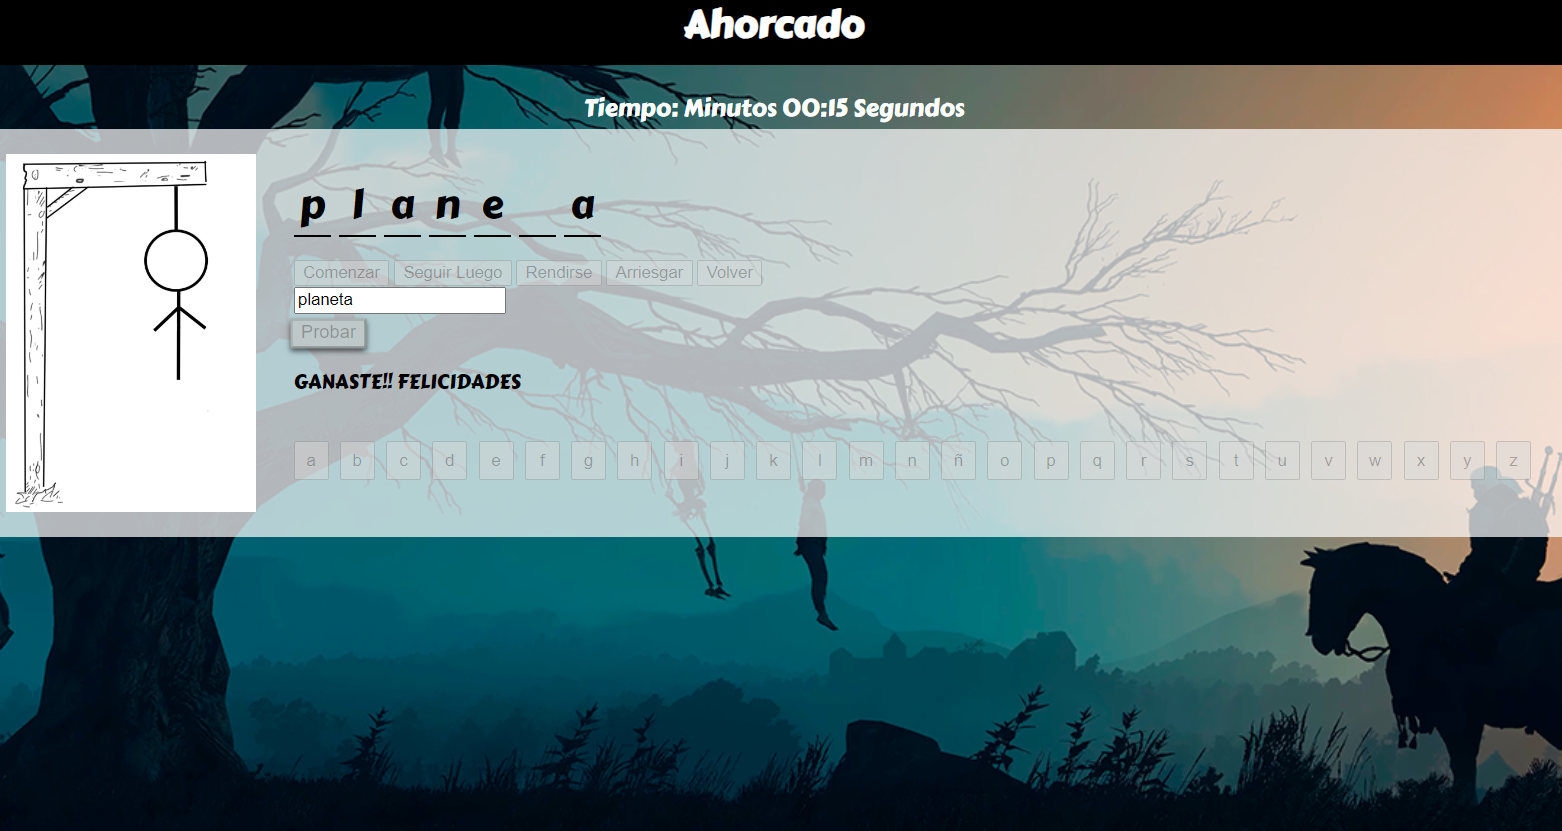 Ahorcado
Tiempo: Minutos 00:15 Segundos
p l a n e _ a
Comenzar Seguir Luego Rendirse Arriesgar Volver
planeta
Probar
GANASTE!! FELICIDADES
a b c d e f g h i j k l m n ñ o p q r s t u v w x y z